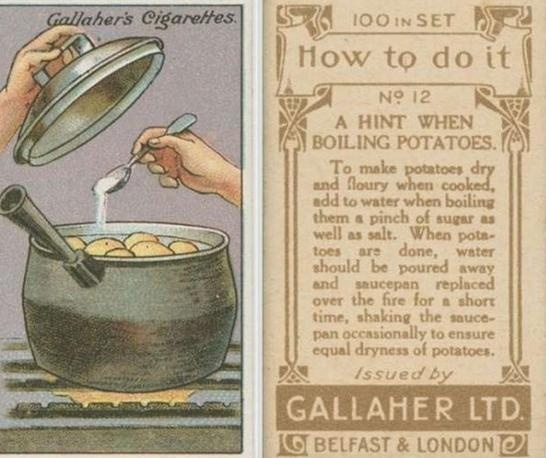 Gallaher's Cigarettes.
100 IN SET
How to do it
Nº 12
A HINT WHEN
BOILING POTATOES.
To make potatoes dry
and floury when cooked,
add to water when boiling
them a pinch of sugar as
well as salt. When pota-
toes are done, water
should be poured away
and saucepan replaced
over the fire for a short
time, shaking the sauce-
pan occasionally to ensure
equal dryness of potatoes.
Issued by
GALLAHER LTD.
BELFAST & LONDON